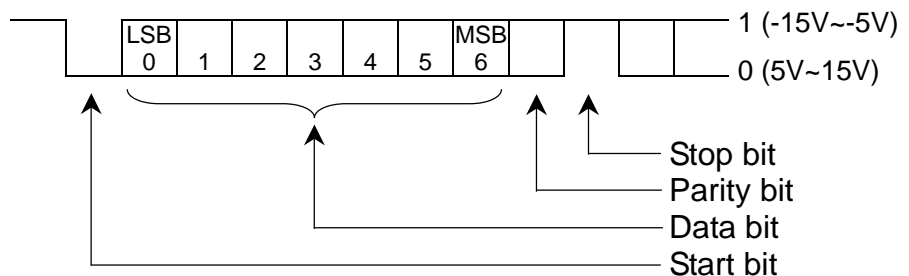 1 (-15V~-5V)
LSB MSB
0 1 2 3 4 5 6
0 (5V~15V)
Stop bit
Parity bit
Data bit
Start bit